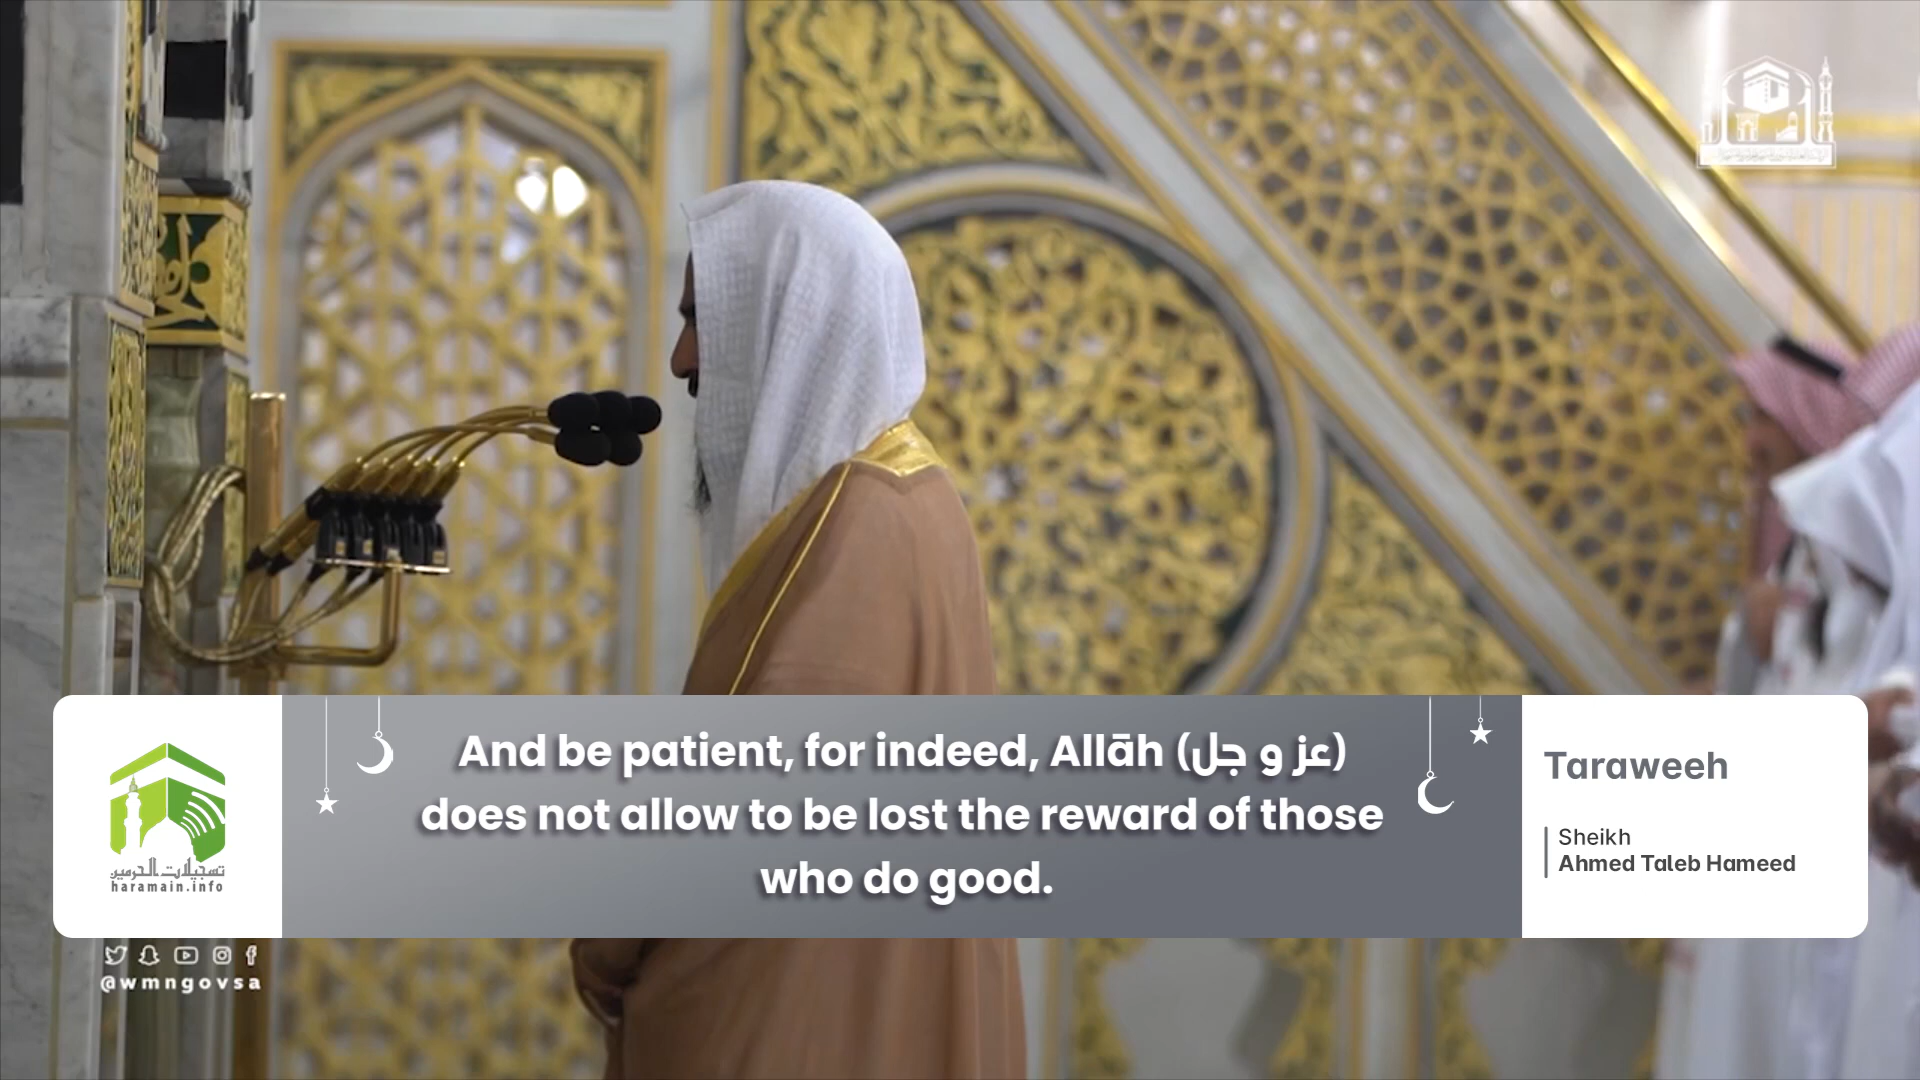 And be patient, for indeed, Allāh (عز و جل)
does not allow to be lost the reward of those
who do good.
Taraweeh
Sheikh
Ahmed Taleb Hameed
تسجيلات الحرمين
haramain.info
@wmngovsa